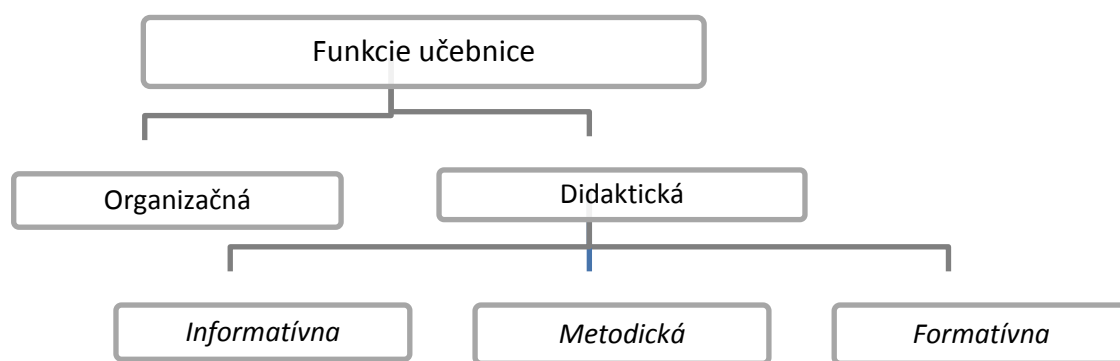 Funkcie učebnice
Organizačná
Didaktická
Informatívna
Metodická
Formatívna